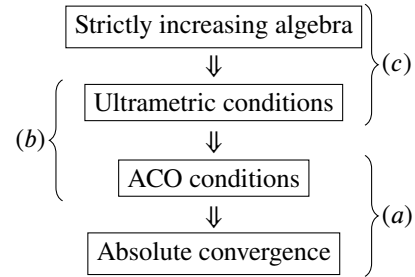 Strictly increasing algebra
⇓
(c)
Ultrametric conditions
(b)
⇓
ACO conditions
⇓
(a)
Absolute convergence